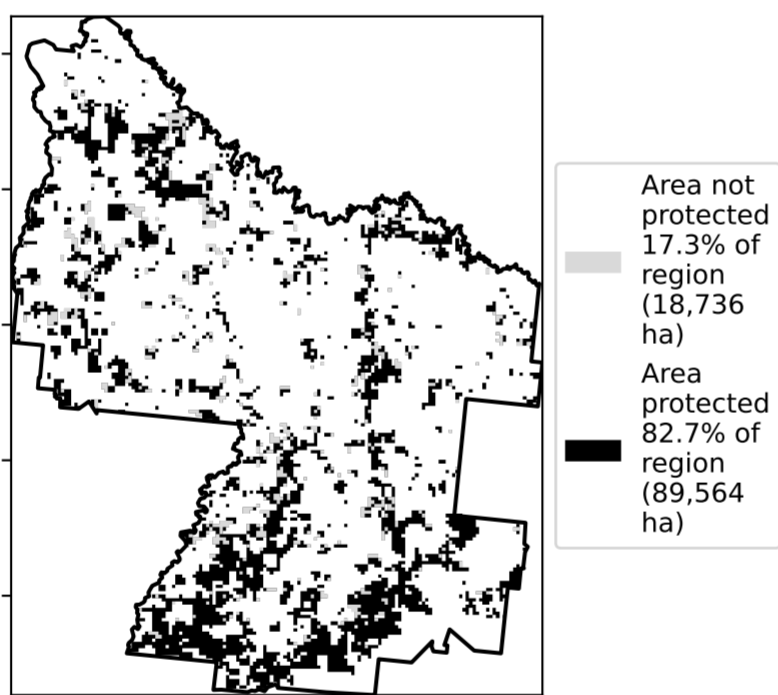 Area not
protected
17.3% of
region
(18,736
ha)
Area
protected
82.7% of
region
(89,564
ha)